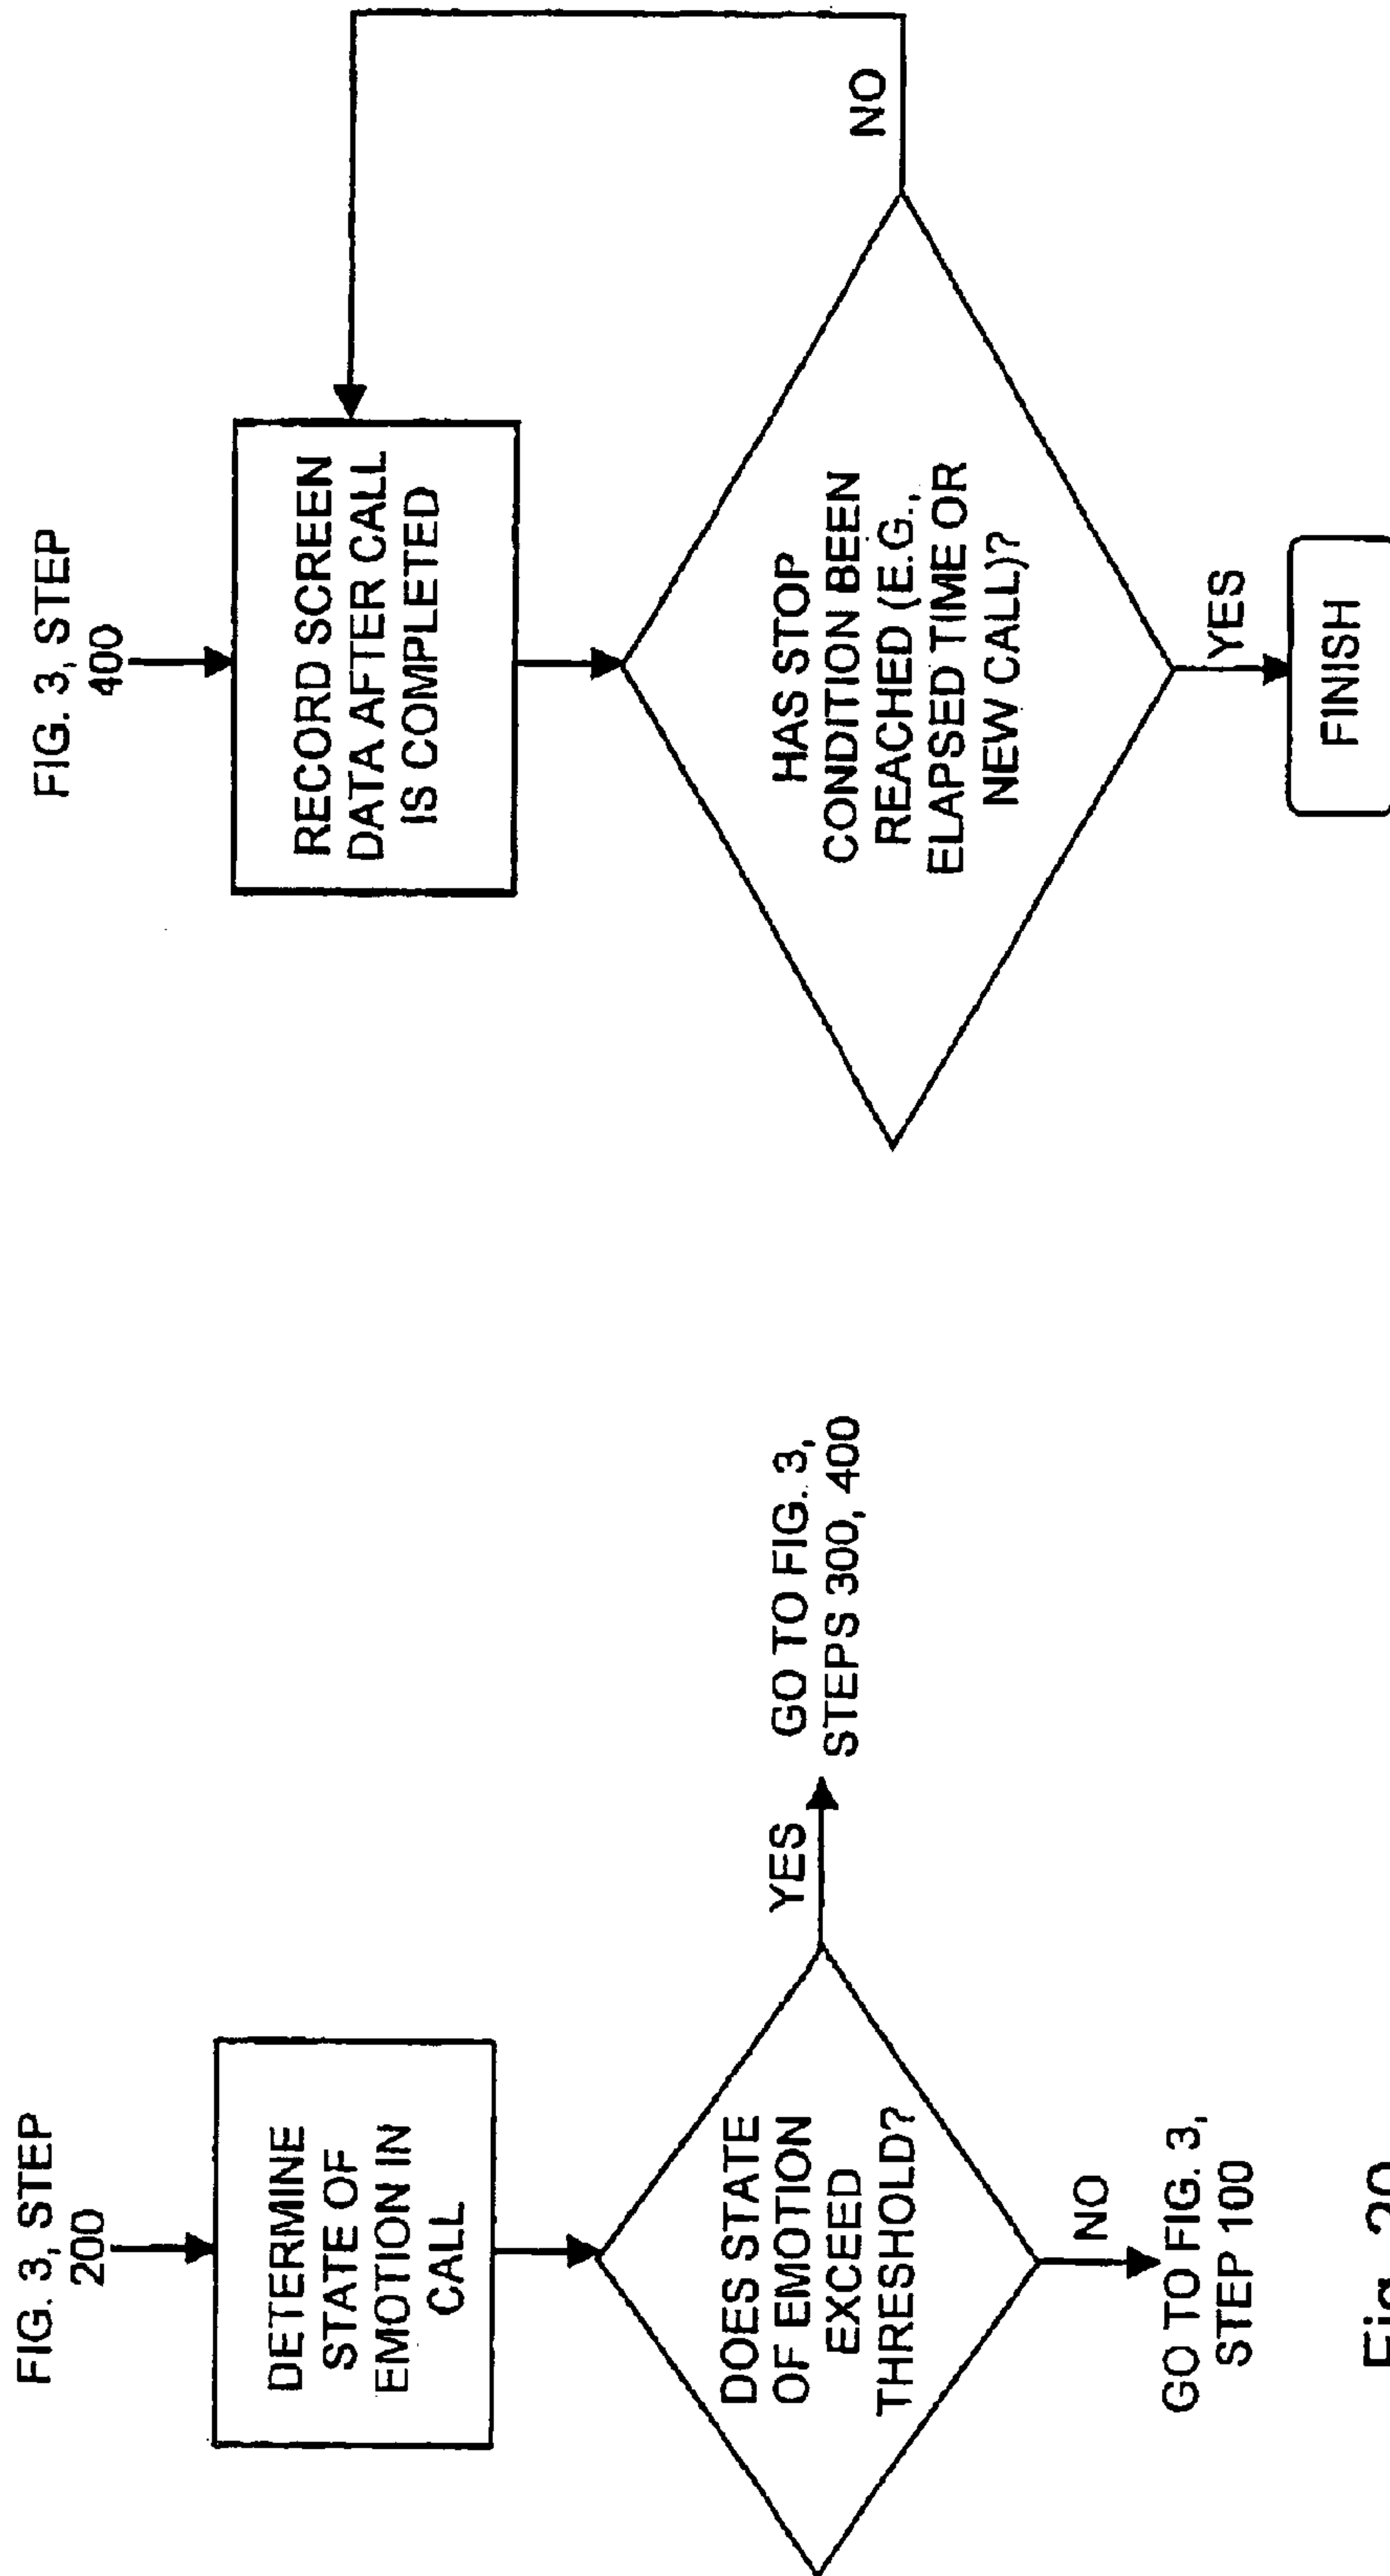 FIG. 3, STEP
200
DETERMINE
STATE OF
EMOTION IN
CALL
DOES STATE
OF EMOTION
EXCEED
THRESHOLD?
YES
GO TO FIG. 3,
STEPS 300, 400
NO
GO TO FIG. 3,
STEP 100
FIG. 3, STEP
400
RECORD SCREEN
DATA AFTER CALL
IS COMPLETED
HAS STOP
CONDITION BEEN
REACHED (E.G.,
ELAPSED TIME OR
NEW CALL)?
NO
YES
FINISH